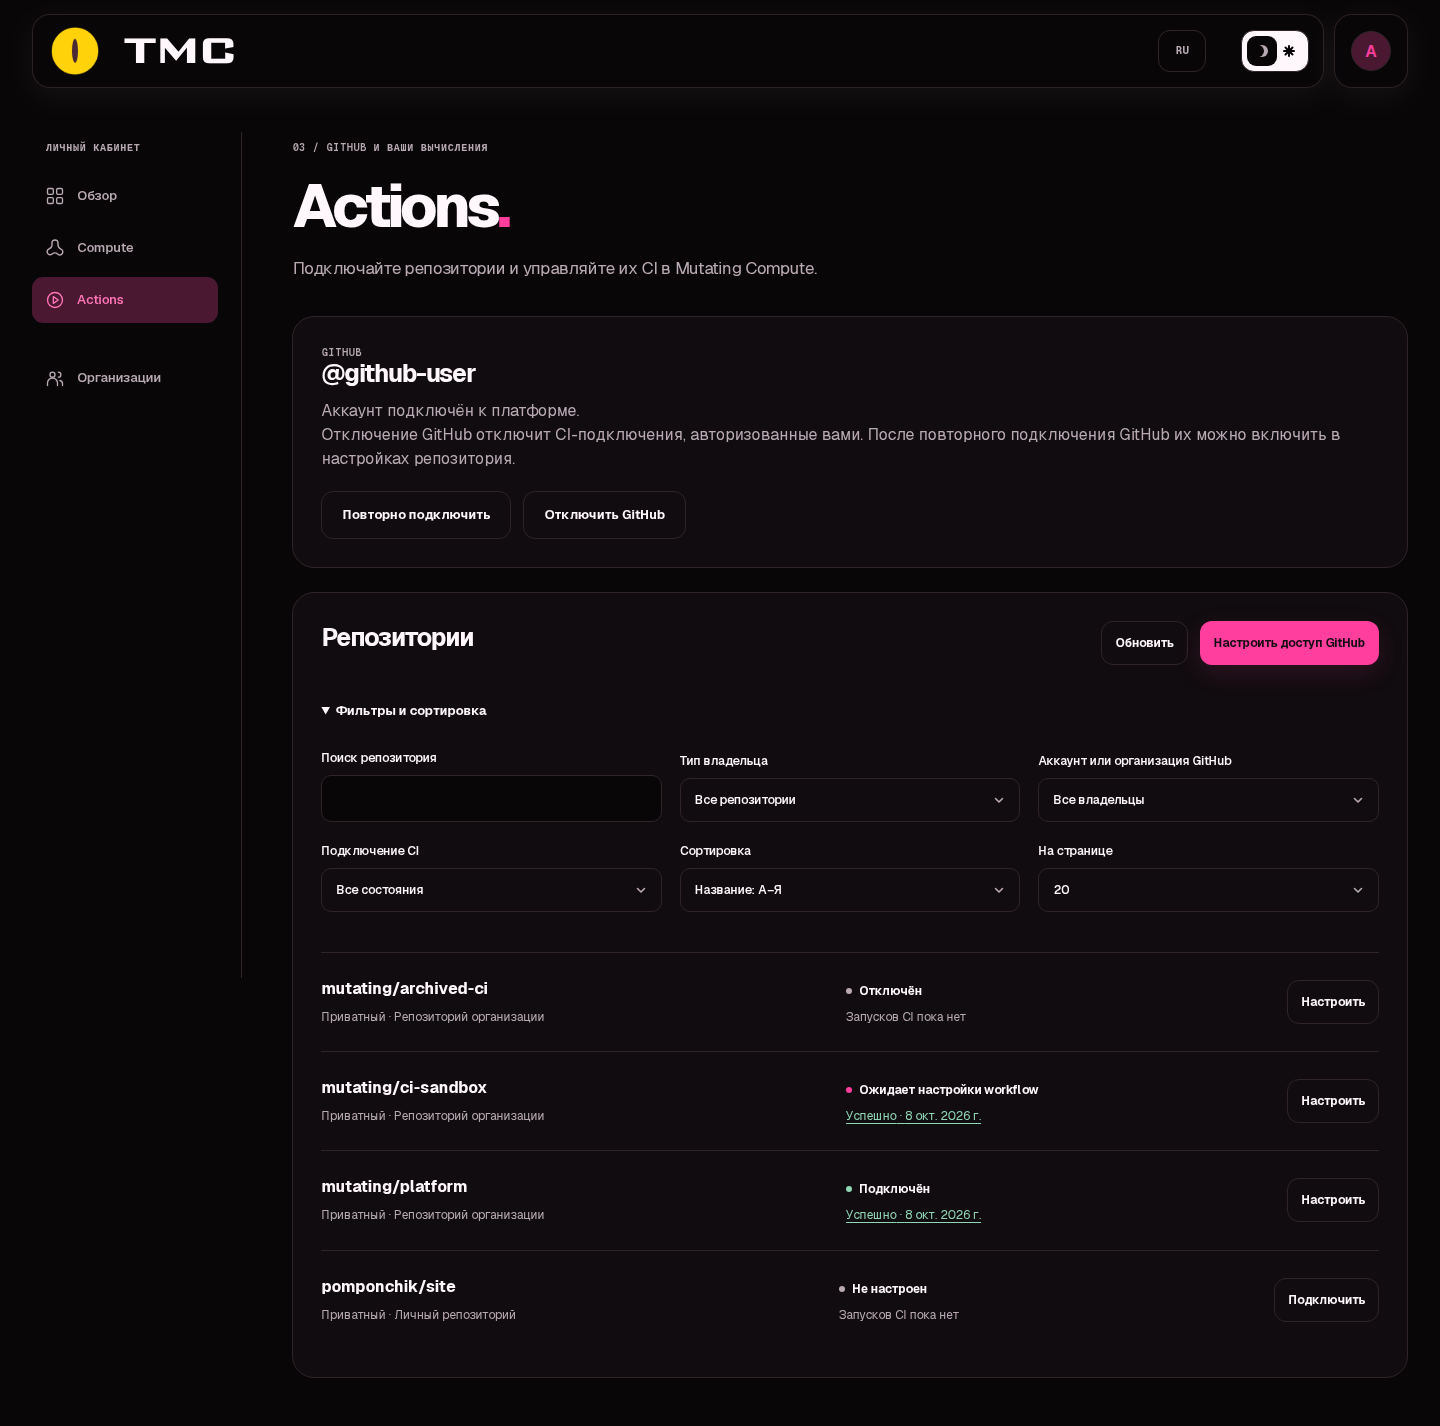 TMC
RU
A
ЛИЧНЫЙ КАБИНЕТ
Обзор
Compute
Actions
Организации
03 / GITHUB И ВАШИ ВЫЧИСЛЕНИЯ
Actions.
Подключайте репозитории и управляйте их CI в Mutating Compute.
GITHUB
@github-user
Аккаунт подключён к платформе.
Отключение GitHub отключит CI-подключения, авторизованные вами. После повторного подключения GitHub их можно включить в
настройках репозитория.
Повторно подключить
Отключить GitHub
Репозитории
Обновить
Настроить доступ GitHub
▼ Фильтры и сортировка
Поиск репозитория
Тип владельца
Аккаунт или организация GitHub
Все репозитории
Все владельцы
Подключение CI
Сортировка
На странице
Все состояния
Название: А–Я
20
mutating/archived-ci
Приватный · Репозиторий организации
Отключён
Запусков CI пока нет
Настроить
mutating/ci-sandbox
Приватный · Репозиторий организации
Ожидает настройки workflow
Успешно · 8 окт. 2026 г.
Настроить
mutating/platform
Приватный · Репозиторий организации
Подключён
Успешно · 8 окт. 2026 г.
Настроить
pomponchik/site
Приватный · Личный репозиторий
Не настроен
Запусков CI пока нет
Подключить